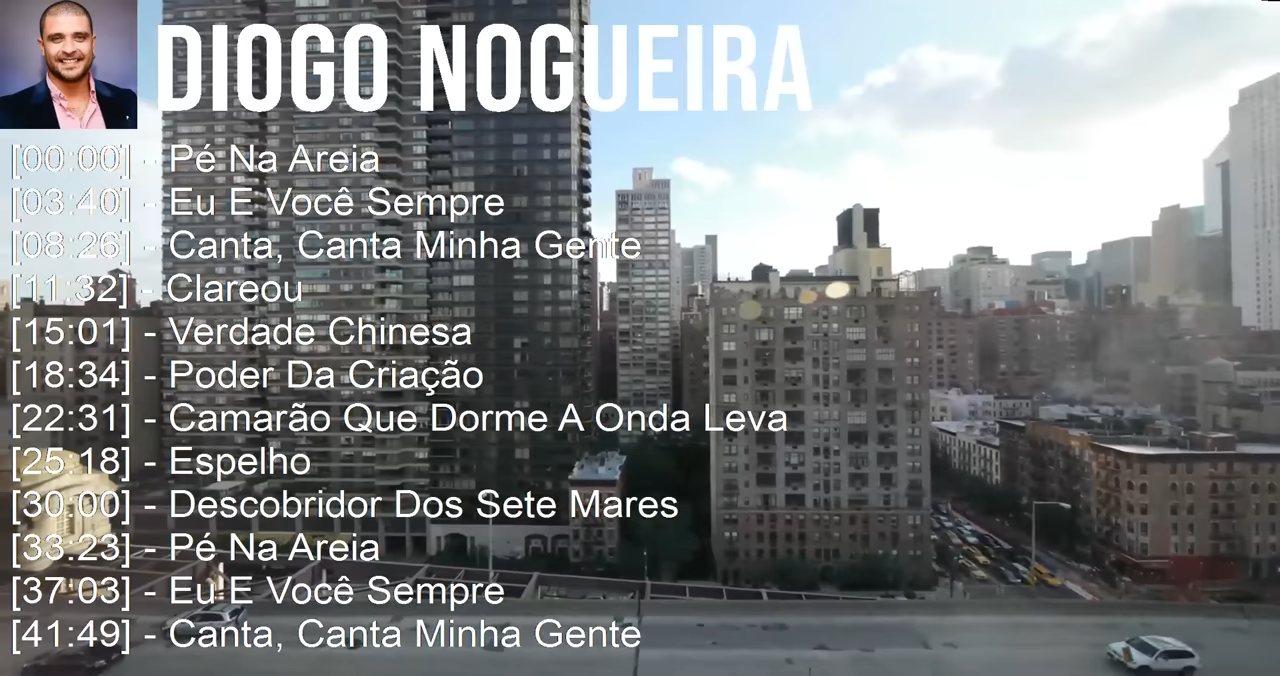 DIOGO NOGUEIRA
[00:00] - Pé Na Areia
[03:40] - Eu E Você Sempre
[08:26] - Canta, Canta Minha Gente
[11:32] - Clareou
[15:01] - Verdade Chinesa
[18:34] - Poder Da Criação
[22:31] - Camarão Que Dorme A Onda Leva
[25:18] - Espelho
[30:00] - Descobridor Dos Sete Mares
[33:23] - Pé Na Areia
[37:03] - Eu E Você Sempre
[41:49] - Canta, Canta Minha Gente